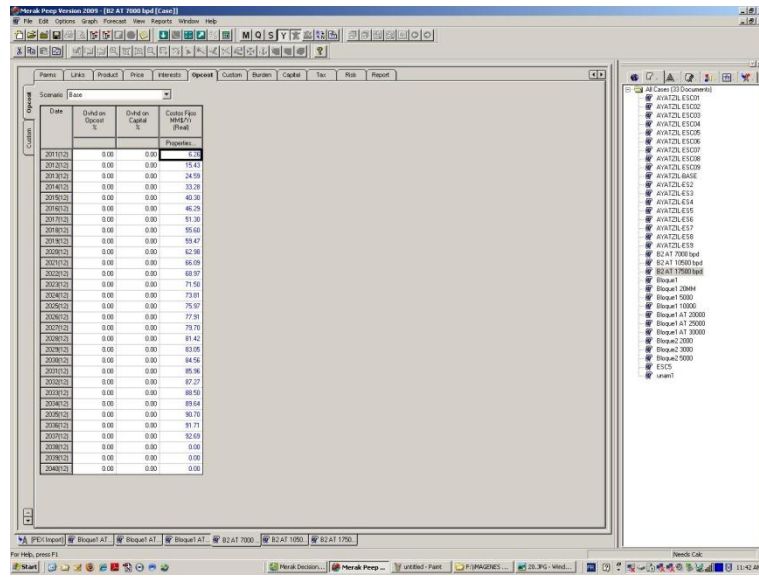 Merak Peep Version 2009 - [B2 AT 7000 bpd [Case]]
File Edit Options Graph Forecast View Reports Window Help
M Q S Y
Parms Links Product Price Interests Opcost Custom Burden Capital Tax Risk Report
Opcost
Custom
Scenario Base
Date Ovhd on Opcost % Ovhd on Capital % Costos Fijos MM$/Yr (Real)
Properties...
2011(12) 0.00 0.00 6.26
2012(12) 0.00 0.00 15.43
2013(12) 0.00 0.00 24.59
2014(12) 0.00 0.00 33.28
2015(12) 0.00 0.00 40.30
2016(12) 0.00 0.00 46.29
2017(12) 0.00 0.00 51.30
2018(12) 0.00 0.00 55.60
2019(12) 0.00 0.00 59.47
2020(12) 0.00 0.00 62.98
2021(12) 0.00 0.00 66.09
2022(12) 0.00 0.00 68.97
2023(12) 0.00 0.00 71.50
2024(12) 0.00 0.00 73.81
2025(12) 0.00 0.00 75.97
2026(12) 0.00 0.00 77.91
2027(12) 0.00 0.00 79.70
2028(12) 0.00 0.00 81.42
2029(12) 0.00 0.00 83.05
2030(12) 0.00 0.00 84.56
2031(12) 0.00 0.00 85.96
2032(12) 0.00 0.00 87.27
2033(12) 0.00 0.00 88.50
2034(12) 0.00 0.00 89.64
2035(12) 0.00 0.00 90.70
2036(12) 0.00 0.00 91.71
2037(12) 0.00 0.00 92.69
2038(12) 0.00 0.00 0.00
2039(12) 0.00 0.00 0.00
2040(12) 0.00 0.00 0.00
All Cases (33 Documents)
AYATZIL ESC01
AYATZIL ESC02
AYATZIL ESC03
AYATZIL ESC04
AYATZIL ESC05
AYATZIL ESC06
AYATZIL ESC07
AYATZIL ESC08
AYATZIL ESC09
AYATZIL-BASE
AYATZIL-ES2
AYATZIL-ES3
AYATZIL-ES4
AYATZIL-ES5
AYATZIL-ES6
AYATZIL-ES7
AYATZIL-ES8
AYATZIL-ES9
B2 AT 7000 bpd
B2 AT 10500 bpd
B2 AT 17500 bpd
Bloque1
Bloque1 20MM
Bloque1 5000
Bloque1 10000
Bloque1 AT 20000
Bloque1 AT 25000
Bloque1 AT 30000
Bloque2 2000
Bloque2 3000
Bloque2 5000
ESC5
unam1
[PEX Import] Bloque1 AT... Bloque1 AT... Bloque1 AT... B2 AT 7000 ... B2 AT 1050... B2 AT 1750...
For Help, press F1 Needs Calc
Start Merak Decision... Merak Peep ... untitled - Paint F:\IMAGENES ... 20.JPG - Wind... 11:42 AM